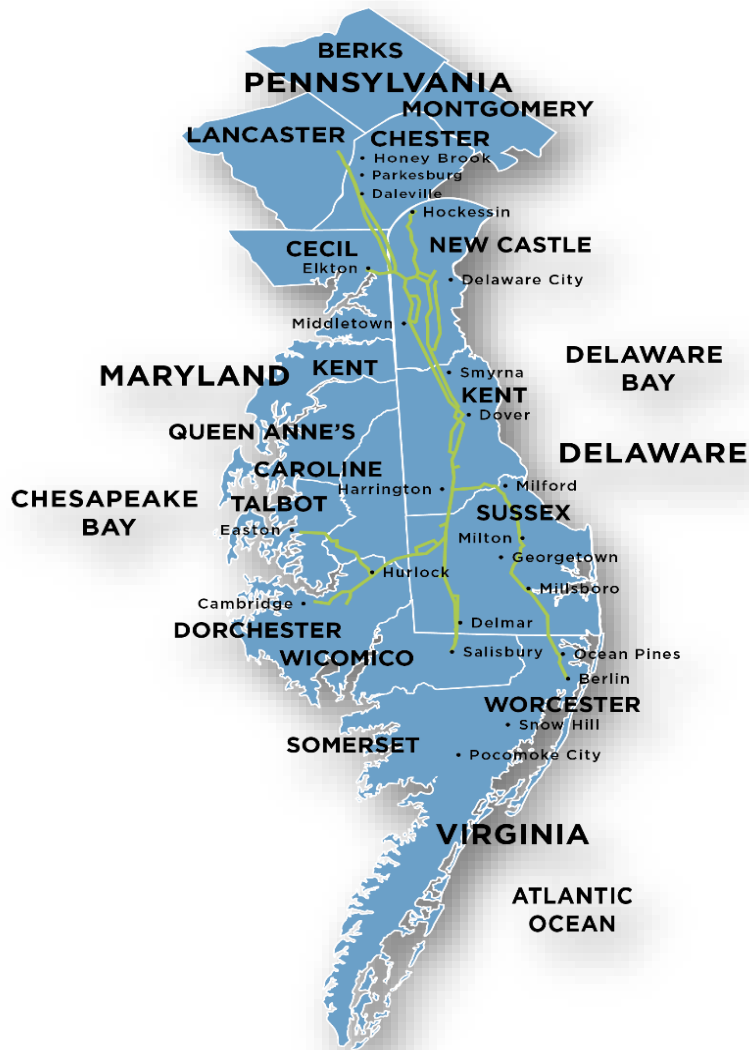 BERKS
PENNSYLVANIA
MONTGOMERY
LANCASTER
CHESTER
Honey Brook
Parkesburg
Daleville
Hockessin
CECIL
NEW CASTLE
Elkton
Delaware City
Middletown
DELAWARE
BAY
MARYLAND
KENT
Smyrna
KENT
Dover
QUEEN ANNE'S
DELAWARE
CAROLINE
CHESAPEAKE
BAY
Harrington
Milford
TALBOT
SUSSEX
Easton
Milton
Georgetown
Hurlock
Millsboro
Cambridge
DORCHESTER
Delmar
WICOMICO
Salisbury
Ocean Pines
Berlin
WORCESTER
Snow Hill
SOMERSET
Pocomoke City
VIRGINIA
ATLANTIC
OCEAN